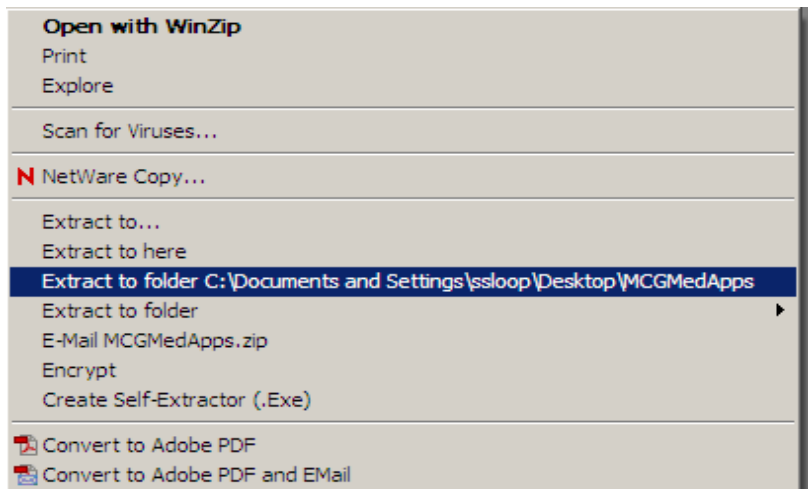 Open with WinZip
Print
Explore
Scan for Viruses...
NetWare Copy...
Extract to...
Extract to here
Extract to folder C:\Documents and Settings\ssloop\Desktop\MCGMedApps
Extract to folder
E-Mail MCGMedApps.zip
Encrypt
Create Self-Extractor (.Exe)
Convert to Adobe PDF
Convert to Adobe PDF and EMail